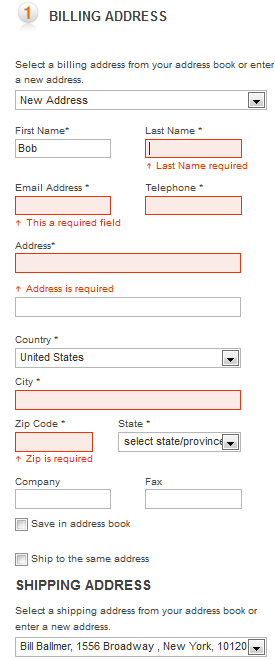 1 BILLING ADDRESS
Select a billing address from your address book or enter
a new address.
New Address
First Name* Last Name *
Bob
↑ Last Name required
Email Address * Telephone *
↑ This a required field
Address*
↑ Address is required
Country *
United States
City *
Zip Code * State *
select state/province
↑ Zip is required
Company Fax
Save in address book
Ship to the same address
SHIPPING ADDRESS
Select a shipping address from your address book or
enter a new address.
Bill Ballmer, 1556 Broadway , New York, 10120